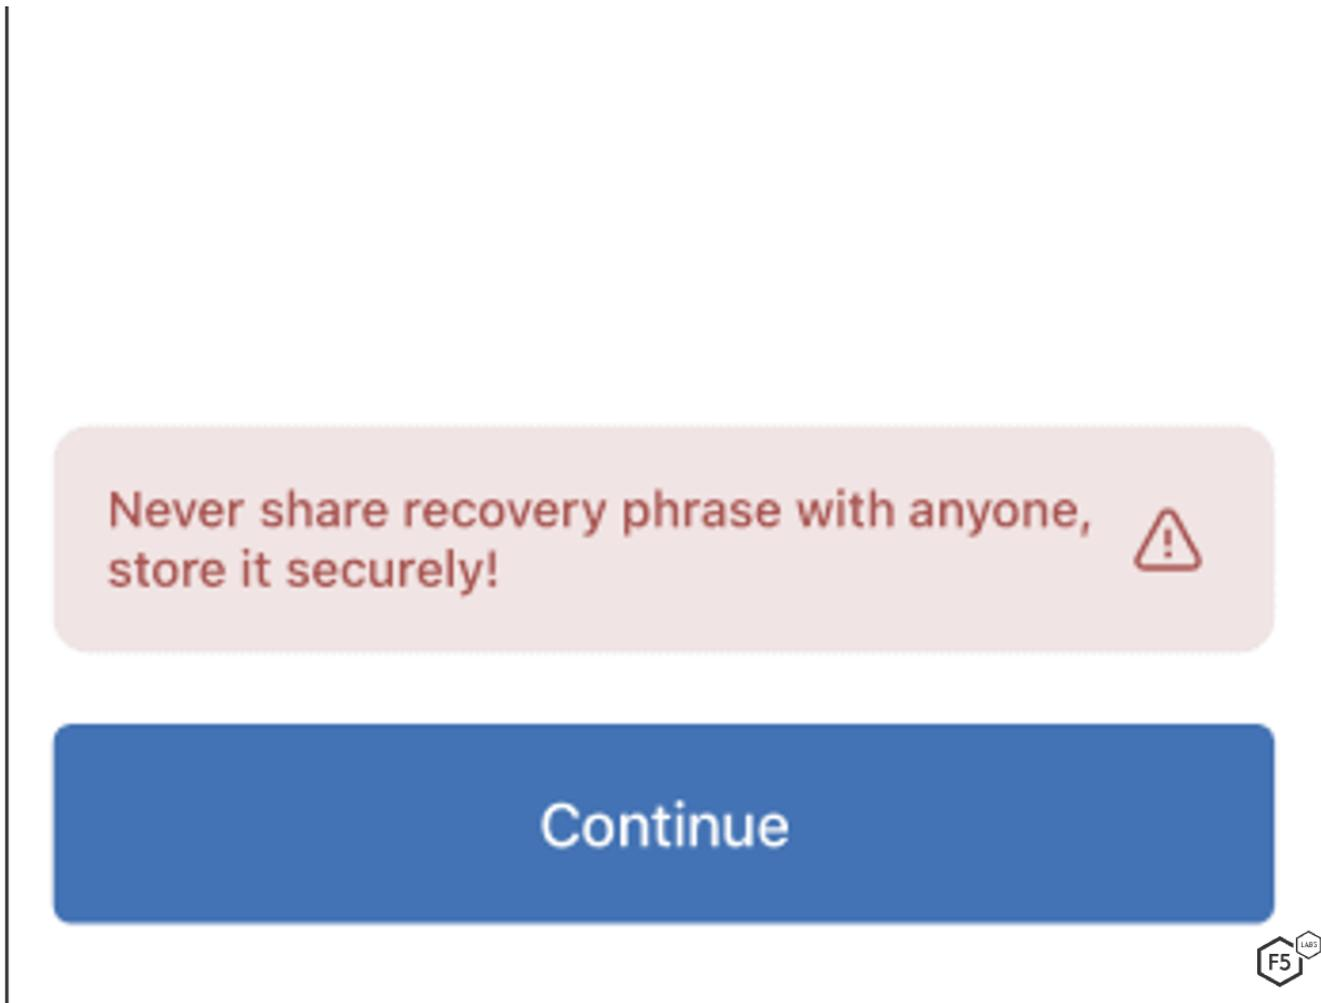 Never share recovery phrase with anyone,
store it securely!
Continue
F5
LABS